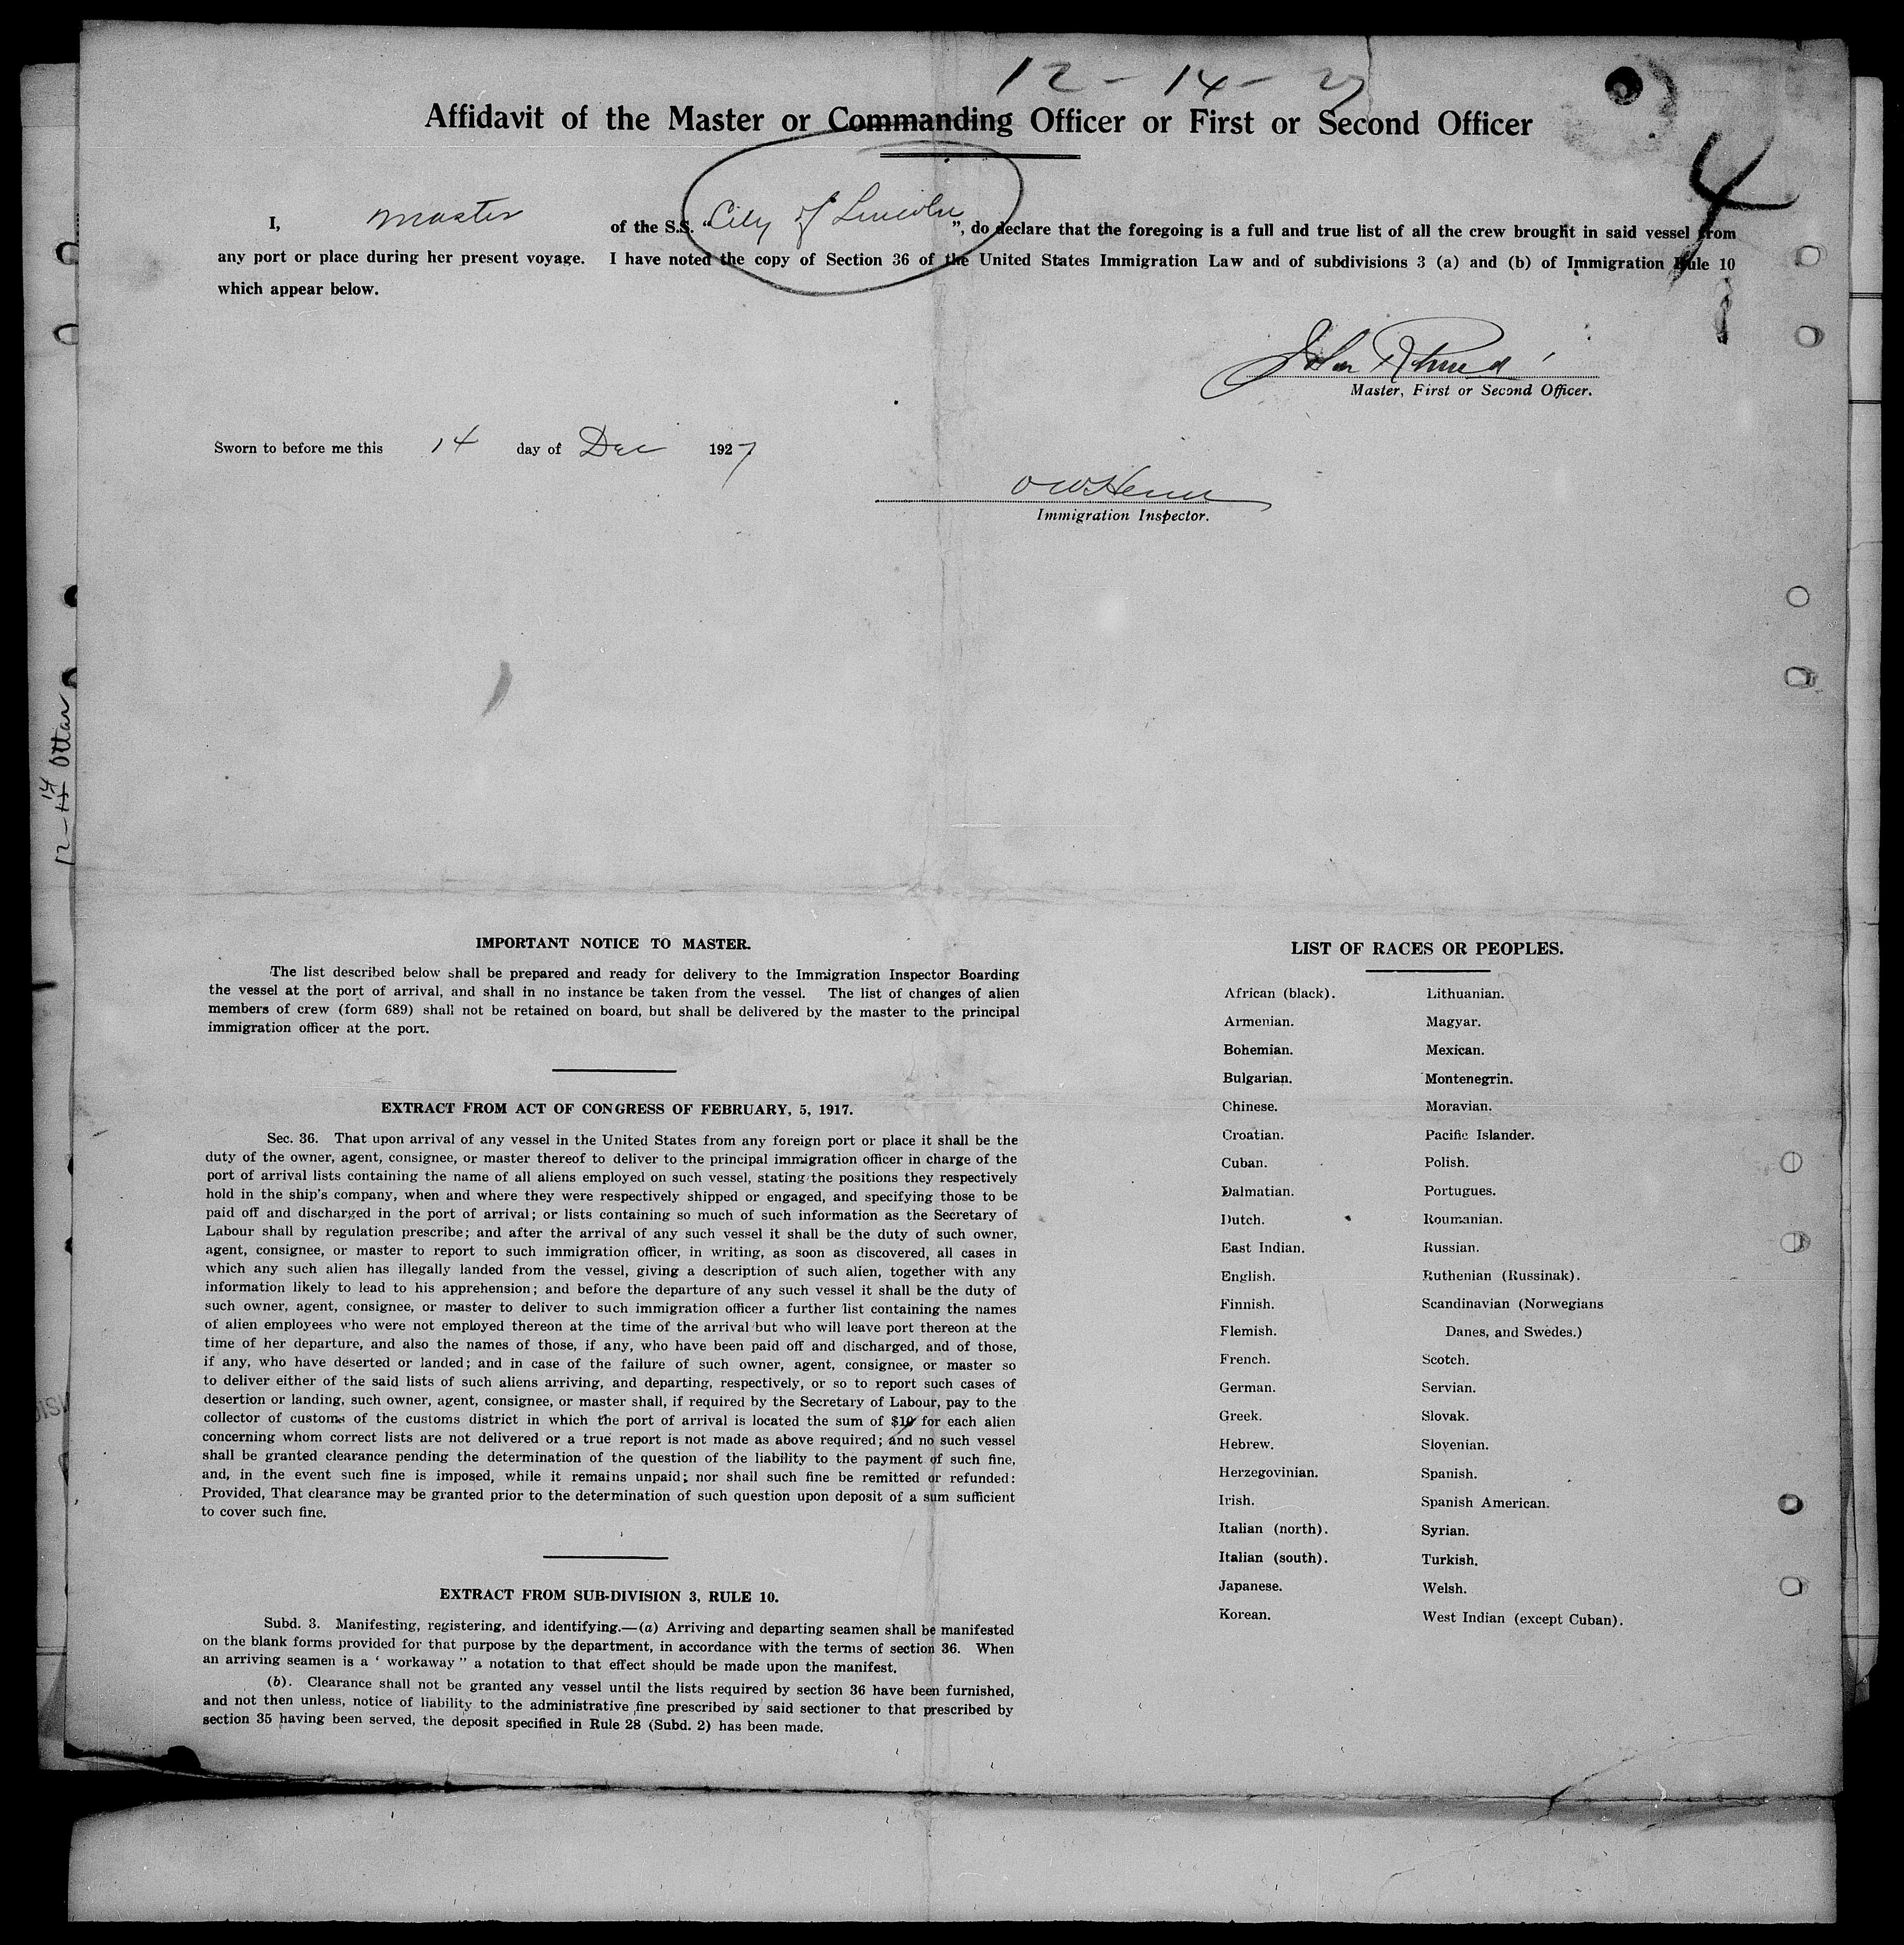 12-14-27
Affidavit of the Master or Commanding Officer or First or Second Officer
4
I, Master of the S.S. "City of Lincoln", do declare that the foregoing is a full and true list of all the crew brought in said vessel from
any port or place during her present voyage. I have noted the copy of Section 36 of the United States Immigration Law and of subdivisions 3 (a) and (b) of Immigration Rule 10
which appear below.
John
Master, First or Second Officer.
Sworn to before me this 14 day of Dec 1927
O W
Immigration Inspector.
12-14 Ottar
IMPORTANT NOTICE TO MASTER.
The list described below shall be prepared and ready for delivery to the Immigration Inspector Boarding
the vessel at the port of arrival, and shall in no instance be taken from the vessel. The list of changes of alien
members of crew (form 689) shall not be retained on board, but shall be delivered by the master to the principal
immigration officer at the port.
EXTRACT FROM ACT OF CONGRESS OF FEBRUARY, 5, 1917.
Sec. 36. That upon arrival of any vessel in the United States from any foreign port or place it shall be the
duty of the owner, agent, consignee, or master thereof to deliver to the principal immigration officer in charge of the
port of arrival lists containing the name of all aliens employed on such vessel, stating the positions they respectively
hold in the ship's company, when and where they were respectively shipped or engaged, and specifying those to be
paid off and discharged in the port of arrival; or lists containing so much of such information as the Secretary of
Labour shall by regulation prescribe; and after the arrival of any such vessel it shall be the duty of such owner,
agent, consignee, or master to report to such immigration officer, in writing, as soon as discovered, all cases in
which any such alien has illegally landed from the vessel, giving a description of such alien, together with any
information likely to lead to his apprehension; and before the departure of any such vessel it shall be the duty of
such owner, agent, consignee, or master to deliver to such immigration officer a further list containing the names
of alien employees who were not employed thereon at the time of the arrival but who will leave port thereon at the
time of her departure, and also the names of those, if any, who have been paid off and discharged, and of those,
if any, who have deserted or landed; and in case of the failure of such owner, agent, consignee, or master so
to deliver either of the said lists of such aliens arriving, and departing, respectively, or so to report such cases of
desertion or landing, such owner, agent, consignee, or master shall, if required by the Secretary of Labour, pay to the
collector of customs of the customs district in which the port of arrival is located the sum of $10 for each alien
concerning whom correct lists are not delivered or a true report is not made as above required; and no such vessel
shall be granted clearance pending the determination of the question of the liability to the payment of such fine,
and, in the event such fine is imposed, while it remains unpaid; nor shall such fine be remitted or refunded:
Provided, That clearance may be granted prior to the determination of such question upon deposit of a sum sufficient
to cover such fine.
EXTRACT FROM SUB-DIVISION 3, RULE 10.
Subd. 3. Manifesting, registering, and identifying.—(a) Arriving and departing seamen shall be manifested
on the blank forms provided for that purpose by the department, in accordance with the terms of section 36. When
an arriving seamen is a ' workaway " a notation to that effect should be made upon the manifest.
(b). Clearance shall not be granted any vessel until the lists required by section 36 have been furnished,
and not then unless, notice of liability to the administrative fine prescribed by said sectioner to that prescribed by
section 35 having been served, the deposit specified in Rule 28 (Subd. 2) has been made.
LIST OF RACES OR PEOPLES.
African (black). Lithuanian.
Armenian. Magyar.
Bohemian. Mexican.
Bulgarian. Montenegrin.
Chinese. Moravian.
Croatian. Pacific Islander.
Cuban. Polish.
Dalmatian. Portugues.
Dutch. Roumanian.
East Indian. Russian.
English. Ruthenian (Russinak).
Finnish. Scandinavian (Norwegians
Flemish. Danes, and Swedes.)
French. Scotch.
German. Servian.
Greek. Slovak.
Hebrew. Slovenian.
Herzegovinian. Spanish.
Irish. Spanish American.
Italian (north). Syrian.
Italian (south). Turkish.
Japanese. Welsh.
Korean. West Indian (except Cuban).